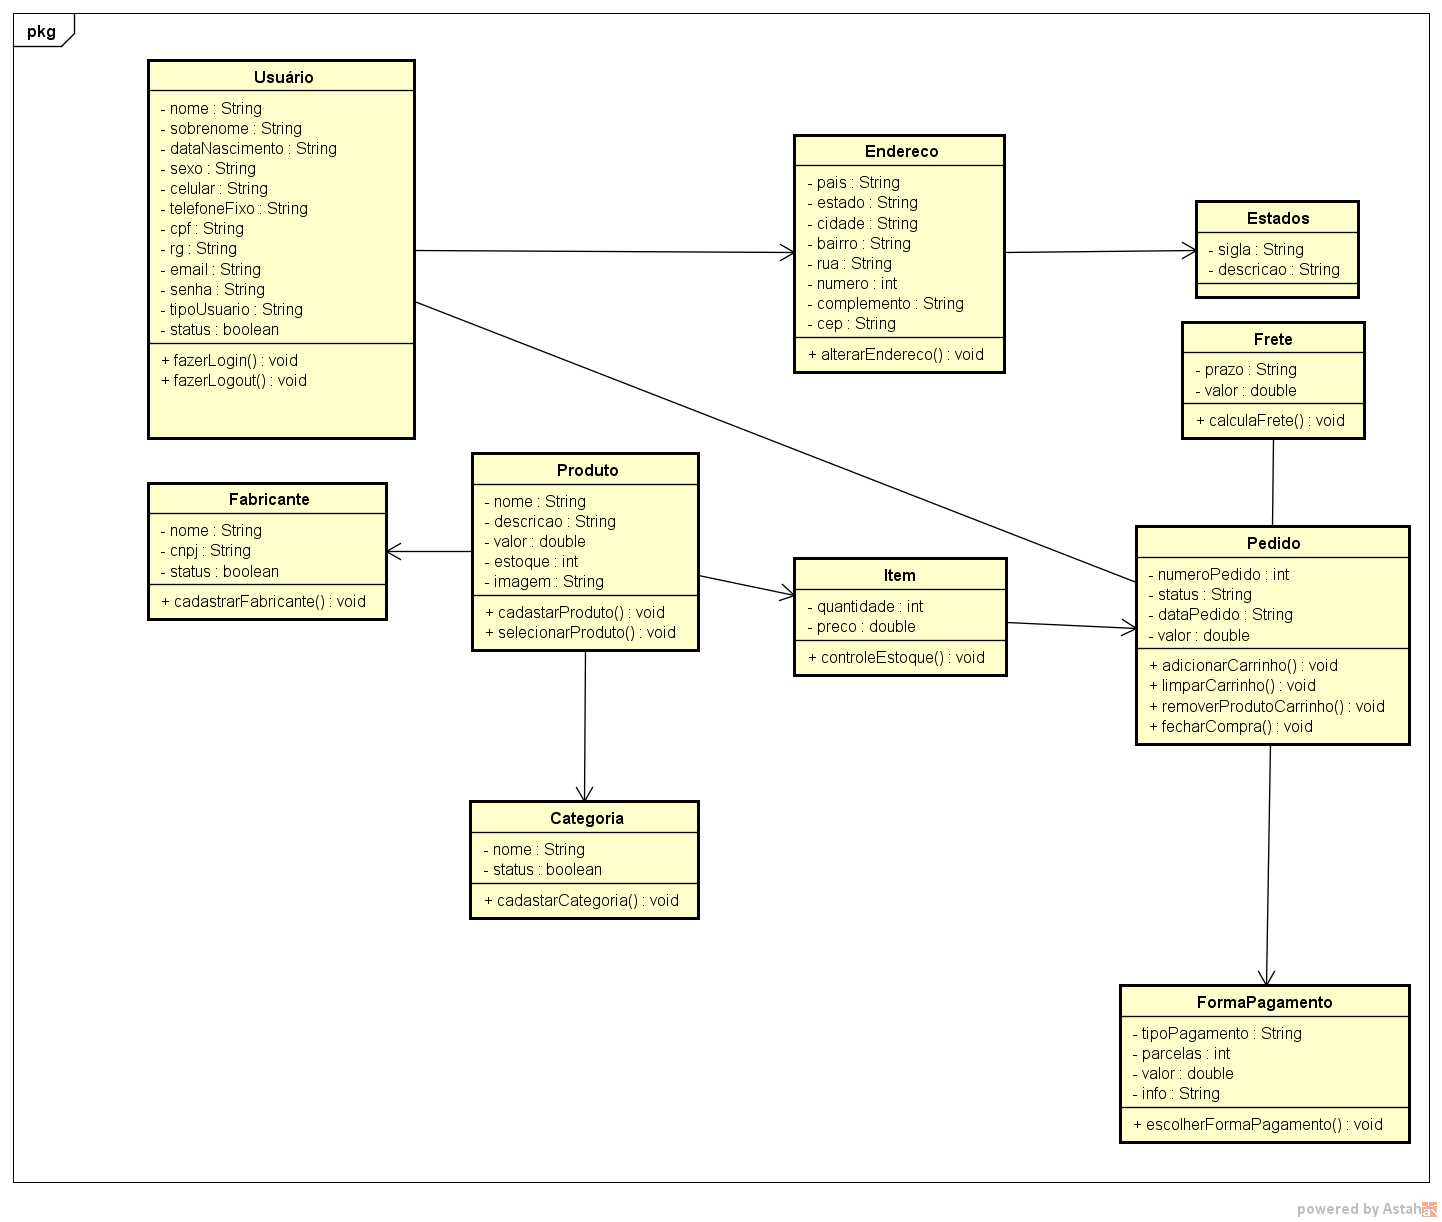 pkg
Usuário
- nome : String
- sobrenome : String
- dataNascimento : String
- sexo : String
- celular : String
- telefoneFixo : String
- cpf : String
- rg : String
- email : String
- senha : String
- tipoUsuario : String
- status : boolean
+ fazerLogin() : void
+ fazerLogout() : void
Endereco
- pais : String
- estado : String
- cidade : String
- bairro : String
- rua : String
- numero : int
- complemento : String
- cep : String
+ alterarEndereco() : void
Estados
- sigla : String
- descricao : String
Frete
- prazo : String
- valor : double
+ calculaFrete() : void
Fabricante
- nome : String
- cnpj : String
- status : boolean
+ cadastrarFabricante() : void
Produto
- nome : String
- descricao : String
- valor : double
- estoque : int
- imagem : String
+ cadastarProduto() : void
+ selecionarProduto() : void
Item
- quantidade : int
- preco : double
+ controleEstoque() : void
Pedido
- numeroPedido : int
- status : String
- dataPedido : String
- valor : double
+ adicionarCarrinho() : void
+ limparCarrinho() : void
+ removerProdutoCarrinho() : void
+ fecharCompra() : void
Categoria
- nome : String
- status : boolean
+ cadastarCategoria() : void
FormaPagamento
- tipoPagamento : String
- parcelas : int
- valor : double
- info : String
+ escolherFormaPagamento() : void
powered by Astah